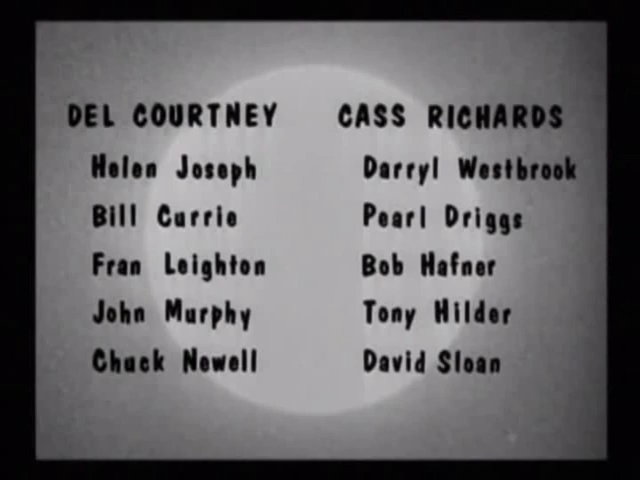 DEL COURTNEY CASS RICHARDS
Helen Joseph Darryl Westbrook
Bill Currie Pearl Driggs
Fran Leighton Bob Hafner
John Murphy Tony Hilder
Chuck Newell David Sloan